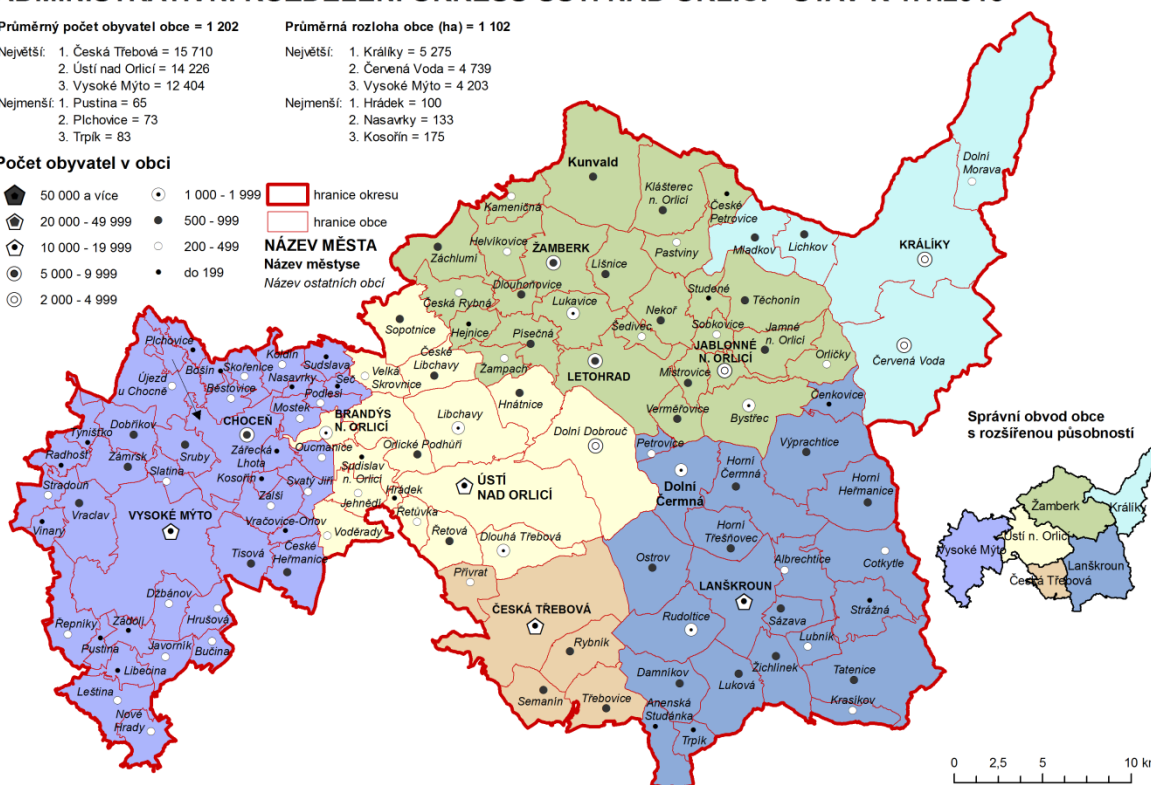 Průměrný počet obyvatel obce = 1 202
Průměrná rozloha obce (ha) = 1 102
Největší: 1. Česká Třebová = 15 710
2. Ústí nad Orlicí = 14 226
3. Vysoké Mýto = 12 404
Nejmenší: 1. Pustina = 65
2. Plchovice = 73
3. Trpík = 83
Největší: 1. Králíky = 5 275
2. Červená Voda = 4 739
3. Vysoké Mýto = 4 203
Nejmenší: 1. Hrádek = 100
2. Nasavrky = 133
3. Kosořín = 175
Počet obyvatel v obci
50 000 a více
20 000 - 49 999
10 000 - 19 999
5 000 - 9 999
2 000 - 4 999
1 000 - 1 999
500 - 999
200 - 499
do 199
hranice okresu
hranice obce
NÁZEV MĚSTA
Název městyse
Název ostatních obcí
Kunvald
Klášterec
n. Orlicí
České
Petrovice
Dolní
Morava
Kameničná
Helvíkovice
ŽAMBERK
Záchlumí
Líšnice
Pastviny
Mladkov
Lichkov
KRÁLÍKY
Dlouhoňovice
Česká Rybná
Lukavice
Studené
Těchonín
Nekoř
Sopotnice
Hejnice
Písečná
Šedivec
Sobkovice
Jamné
n. Orlicí
JABLONNÉ
N. ORLICÍ
Orličky
Červená Voda
České
Libchavy
Žampach
LETOHRAD
Mistrovice
Velká
Skrovnice
Hnátnice
Verměřovice
Bystřec
Čenkovice
Plchovice
Bošín
Koldín
Skořenice
Sudslava
Nasavrky
Seč
Újezd
u Chocně
Běstovice
Podlesí
Mostek
CHOCEŇ
BRANDÝS
N. ORLICÍ
Libchavy
Dolní Dobrouč
Petrovice
Výprachtice
Dobříkov
Týnišťko
Sruby
Oucmanice
Orlické Podhůří
Zářecká
Lhota
Radhošť
Zámrsk
Sudislav
n. Orlicí
Dolní
Čermná
Horní
Čermná
Horní
Heřmanice
Slatina
Kosořín
Svatý Jiří
Jehnědí
Hrádek
ÚSTÍ
NAD ORLICÍ
Stradouň
Zálší
Řetůvka
Vraclav
Vinary
VYSOKÉ MÝTO
Vračovice-Orlov
Voděrady
Řetová
Dlouhá Třebová
Horní
Třešňovec
Tisová
České
Heřmanice
Ostrov
Albrechtice
Cotkytle
Přívrat
LANŠKROUN
Džbánov
Hrušová
ČESKÁ TŘEBOVÁ
Rudoltice
Sázava
Strážná
Repníky
Zádolí
Pustina
Javorník
Bučina
Rybník
Lubník
Žichlínek
Libecina
Damníkov
Luková
Tatenice
Leština
Semanín
Třebovice
Anenská
Studánka
Krasíkov
Nové
Hrady
Trpík
Správní obvod obce
s rozšířenou působností
Žamberk
Králíky
Ústí n. Orlicí
Vysoké Mýto
Česká Třebová
Lanškroun
0 2,5 5 10 km